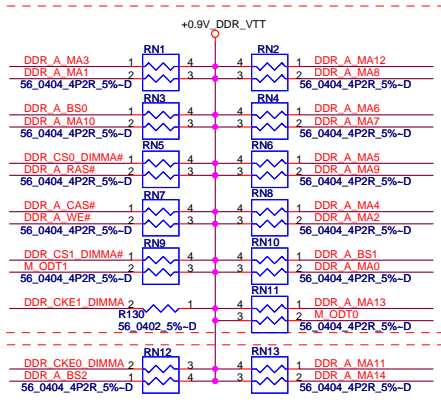 +0.9V_DDR_VTT
RN1 RN2
DDR_A_MA3 1 4 4 1 DDR_A_MA12
DDR_A_MA1 2 3 3 2 DDR_A_MA8
56_0404_4P2R_5%~D 56_0404_4P2R_5%~D
RN3 RN4
DDR_A_BS0 1 4 4 1 DDR_A_MA6
DDR_A_MA10 2 3 3 2 DDR_A_MA7
56_0404_4P2R_5%~D 56_0404_4P2R_5%~D
RN5 RN6
DDR_CS0_DIMMA# 1 4 4 1 DDR_A_MA5
DDR_A_RAS# 2 3 3 2 DDR_A_MA9
56_0404_4P2R_5%~D 56_0404_4P2R_5%~D
RN7 RN8
DDR_A_CAS# 1 4 4 1 DDR_A_MA4
DDR_A_WE# 2 3 3 2 DDR_A_MA2
56_0404_4P2R_5%~D 56_0404_4P2R_5%~D
RN9 RN10
DDR_CS1_DIMMA# 1 4 4 1 DDR_A_BS1
M_ODT1 2 3 3 2 DDR_A_MA0
56_0404_4P2R_5%~D 56_0404_4P2R_5%~D
RN11
DDR_CKE1_DIMMA 2 1 4 1 DDR_A_MA13
R130 3 2 M_ODT0
56_0402_5%~D 56_0404_4P2R_5%~D
RN12 RN13
DDR_CKE0_DIMMA 2 3 4 1 DDR_A_MA11
DDR_A_BS2 1 4 3 2 DDR_A_MA14
56_0404_4P2R_5%~D 56_0404_4P2R_5%~D